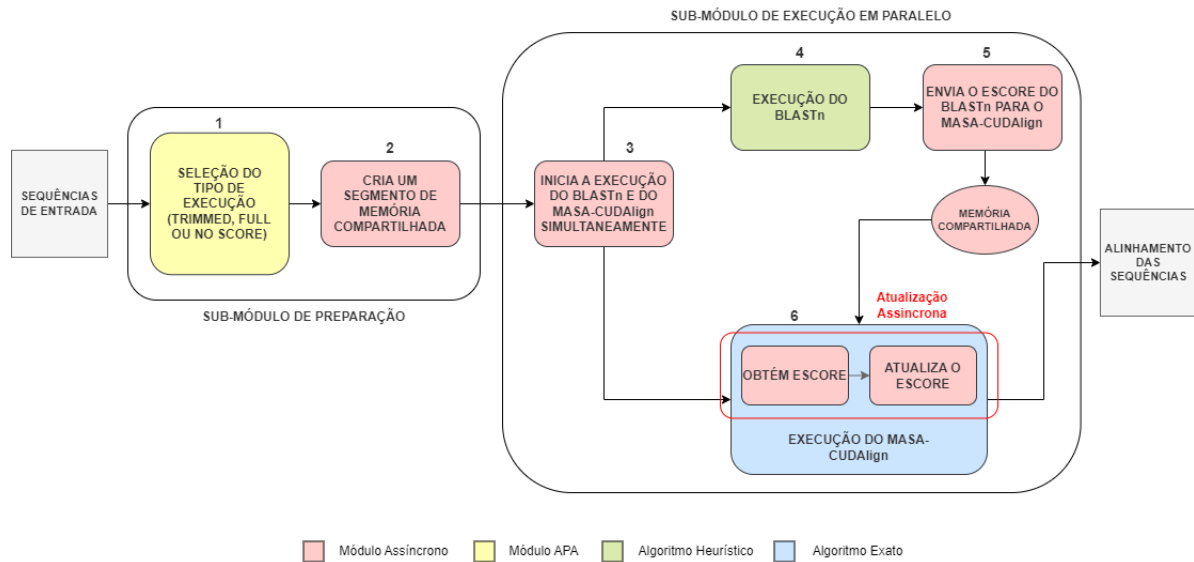 SUB-MÓDULO DE EXECUÇÃO EM PARALELO
4
5
EXECUÇÃO DO
BLASTn
ENVIA O ESCORE DO
BLASTn PARA O
MASA-CUDAlign
1
2
3
SEQUÊNCIAS
DE ENTRADA
SELEÇÃO DO
TIPO DE
EXECUÇÃO
(TRIMMED, FULL
OU NO SCORE)
CRIA UM
SEGMENTO DE
MEMÓRIA
COMPARTILHADA
INICIA A EXECUÇÃO
DO BLASTn E DO
MASA-CUDAlign
SIMULTANEAMENTE
MEMÓRIA
COMPARTILHADA
ALINHAMENTO
DAS
SEQUÊNCIAS
SUB-MÓDULO DE PREPARAÇÃO
Atualização
Assincrona
6
OBTÉM ESCORE
ATUALIZA O
ESCORE
EXECUÇÃO DO MASA-
CUDAlign
Módulo Assíncrono
Módulo APA
Algoritmo Heurístico
Algoritmo Exato